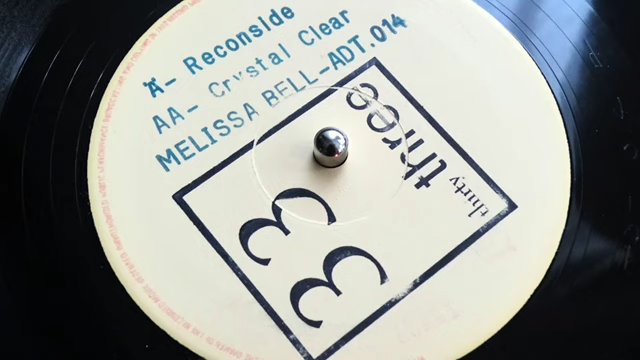 A- Reconside
AA- Crystal Clear
MELISSA BELL-ADT.014
thirty
three
33